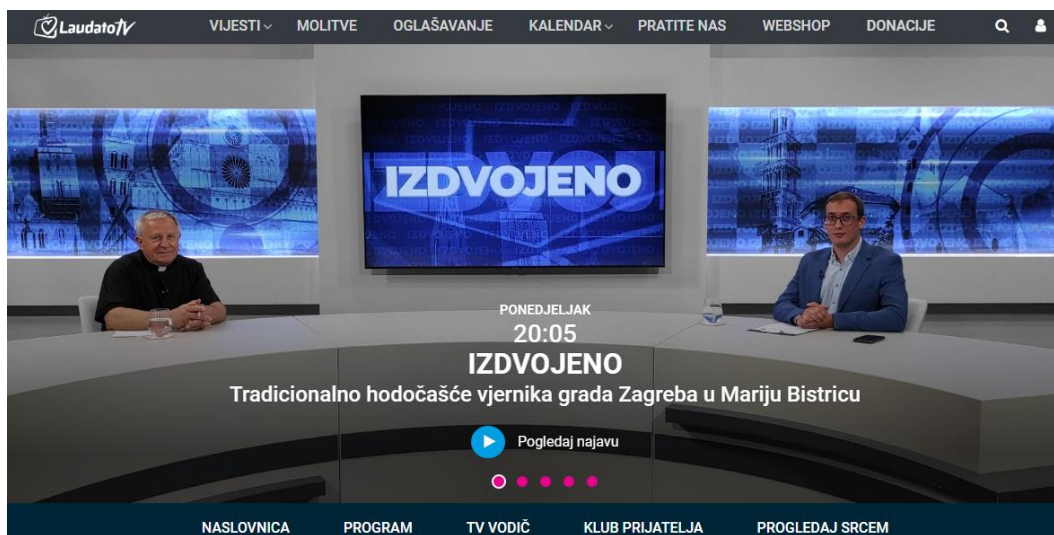 LaudatoTV VIJESTI MOLITVE OGLAŠAVANJE KALENDAR PRATITE NAS WEBSHOP DONACIJE
IZDVOJENO
PONEDJELJAK
20:05
IZDVOJENO
Tradicionalno hodočašće vjernika grada Zagreba u Mariju Bistricu
Pogledaj najavu
NASLOVNICA PROGRAM TV VODIČ KLUB PRIJATELJA PROGLEDAJ SRCEM